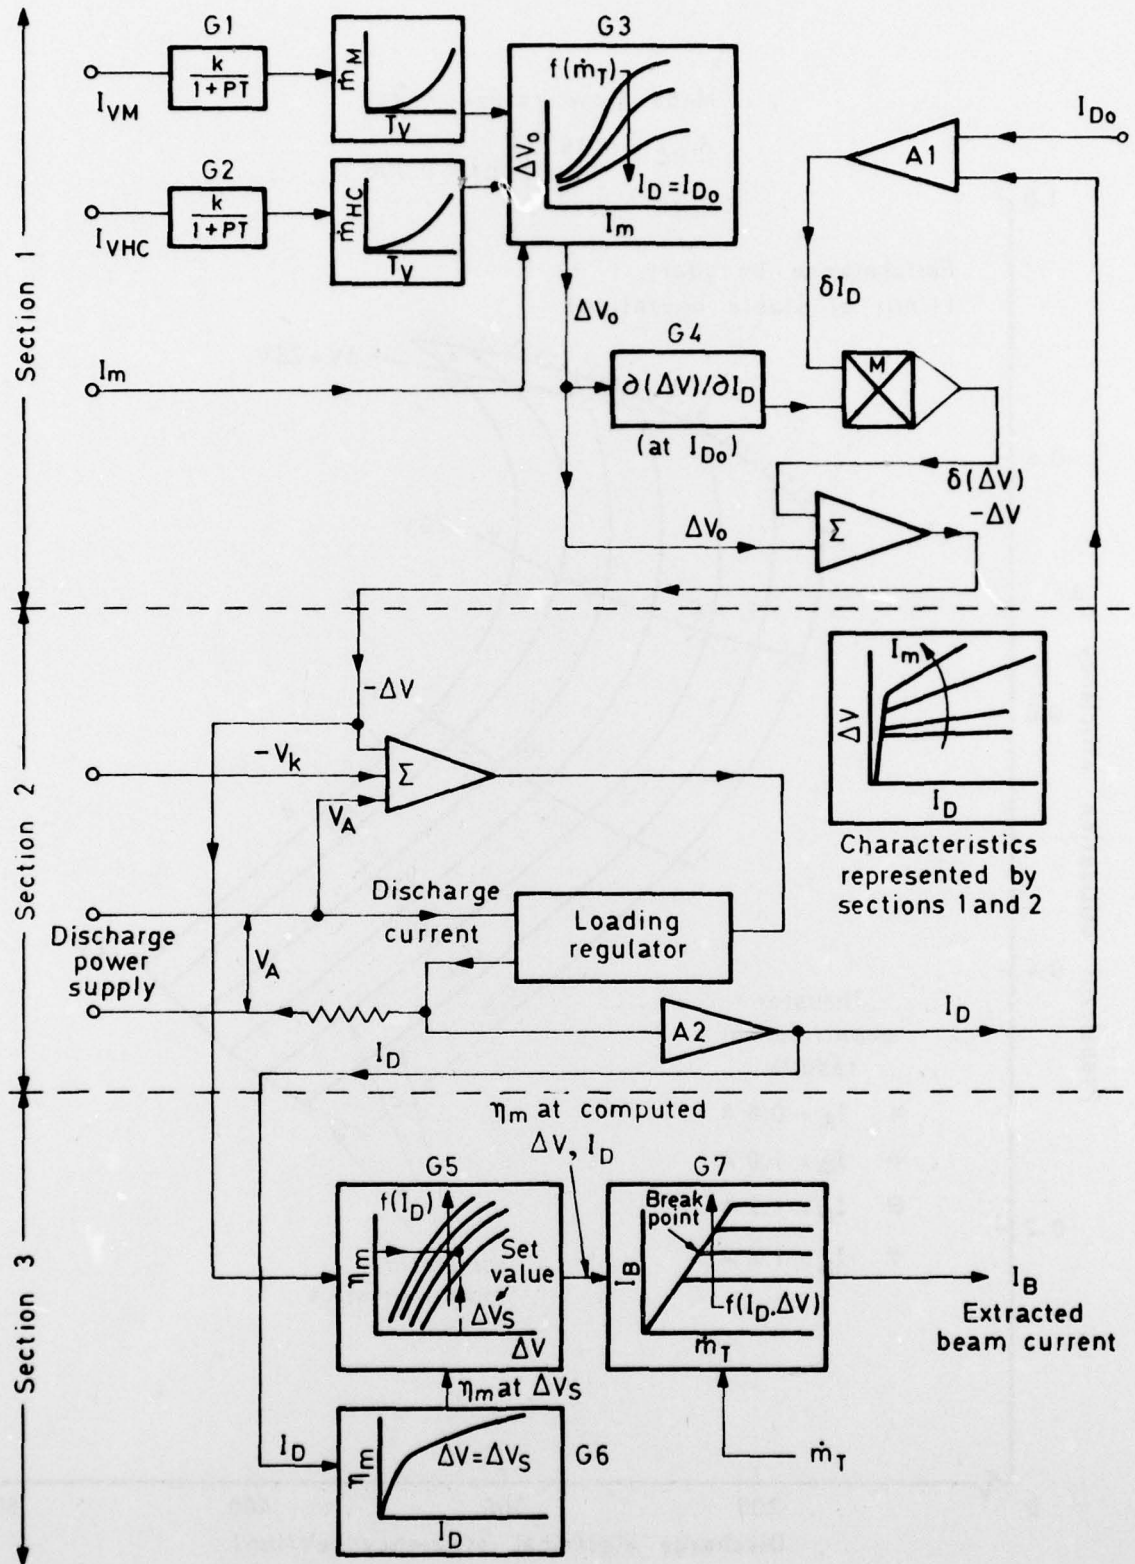 Section 1
G1
k
1+PT
I_VM
ṁ_M
T_V
G2
k
1+PT
I_VHC
ṁ_HC
T_V
G3
f(ṁ_T)
ΔV_o
I_D = I_Do
I_m
I_m
ΔV_o
G4
∂(ΔV)/∂I_D
(at I_Do)
I_Do
A1
δI_D
M
δ(ΔV)
-ΔV
ΔV_o
Σ
Section 2
-ΔV
-V_k
Σ
V_A
Discharge
current
Loading
regulator
Discharge
power
supply
V_A
I_m
ΔV
I_D
Characteristics
represented by
sections 1 and 2
A2
I_D
I_D
Section 3
η_m at computed
ΔV, I_D
G5
f(I_D)
η_m
Set
value
ΔV_S
ΔV
G7
Break
point
I_B
f(I_D.ΔV)
ṁ_T
I_B
Extracted
beam current
η_m at ΔV_S
I_D
η_m
ΔV=ΔV_S
I_D
G6
ṁ_T